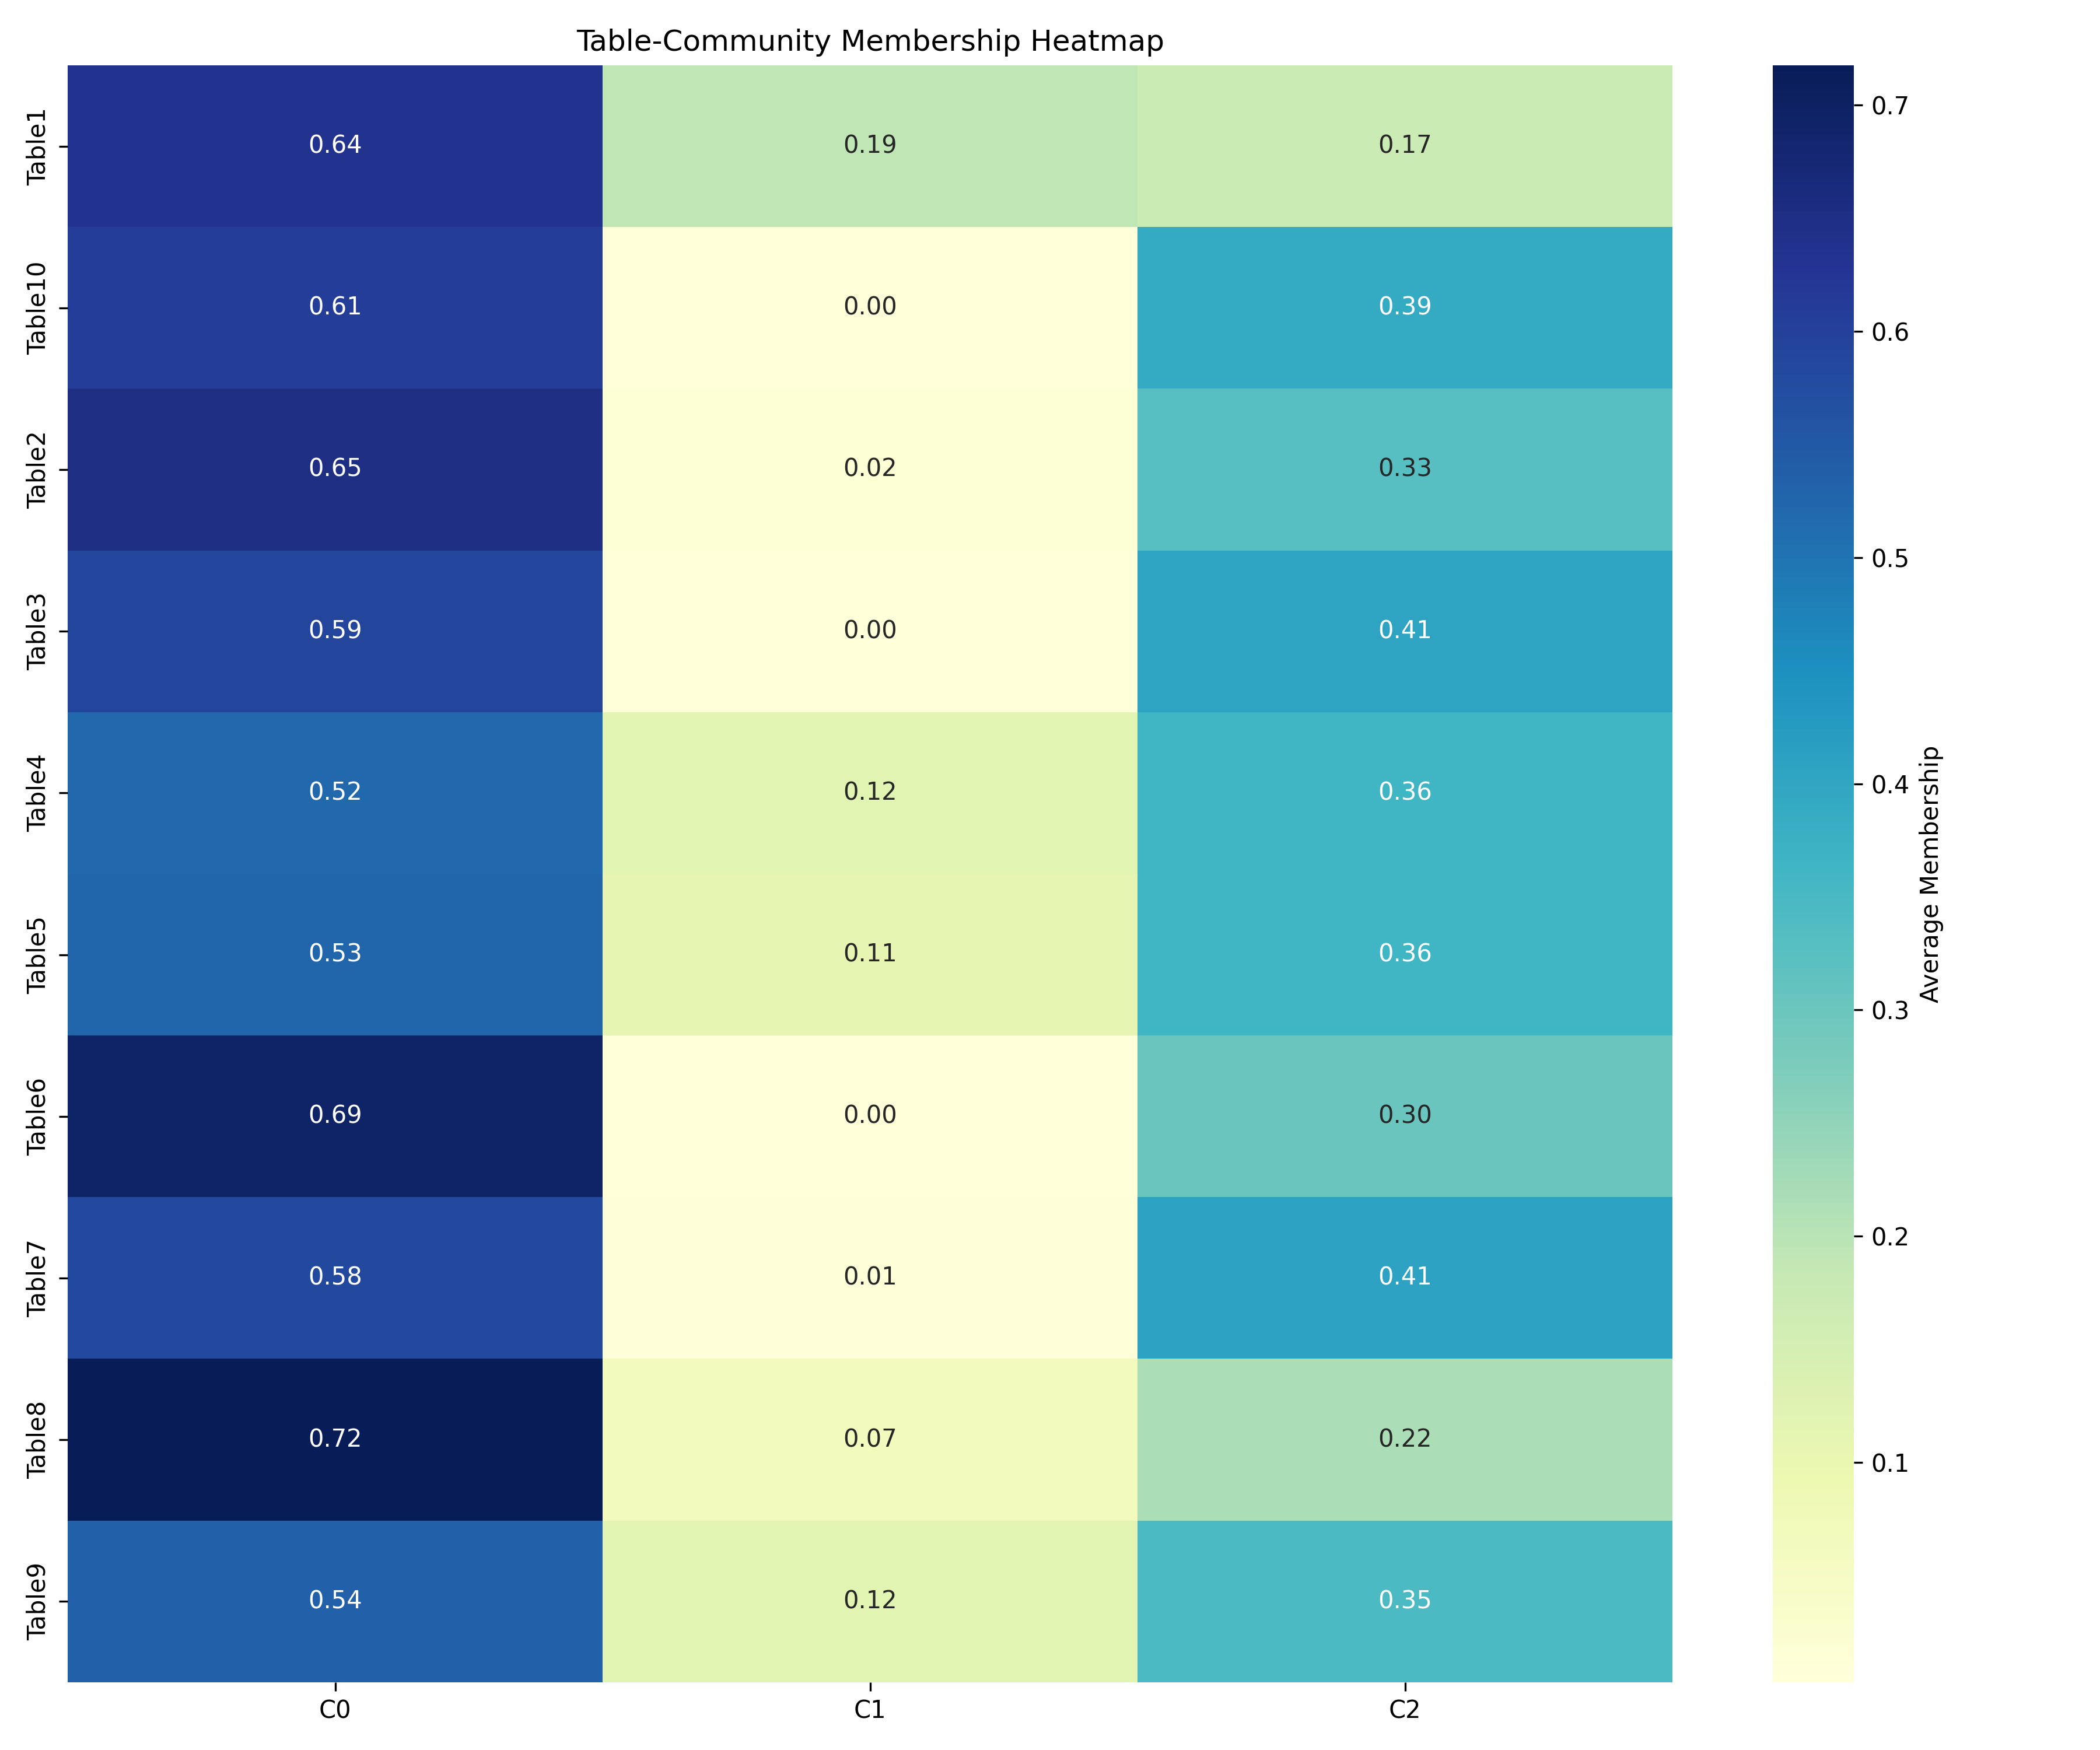 Table-Community Membership Heatmap
Table1 0.64 0.19 0.17
Table10 0.61 0.00 0.39
Table2 0.65 0.02 0.33
Table3 0.59 0.00 0.41
Table4 0.52 0.12 0.36
Table5 0.53 0.11 0.36
Table6 0.69 0.00 0.30
Table7 0.58 0.01 0.41
Table8 0.72 0.07 0.22
Table9 0.54 0.12 0.35
C0 C1 C2
0.7
0.6
0.5
0.4
0.3
0.2
0.1
Average Membership